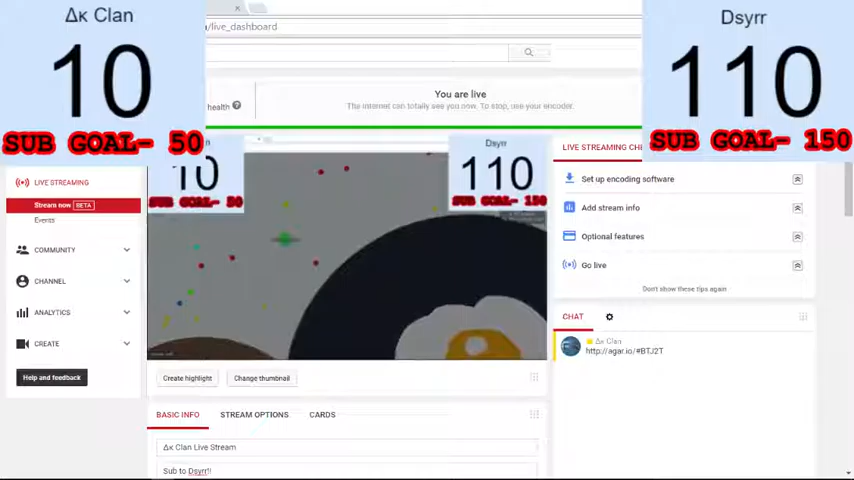 Δκ Clan
10
SUB GOAL- 50
Dsyrr
110
SUB GOAL- 150
/live_dashboard
health
You are live
The internet can totally see you now. To stop, use your encoder.
LIVE STREAMING
Stream now BETA
Events
COMMUNITY
CHANNEL
ANALYTICS
CREATE
Help and feedback
10
SUB GOAL- 50
Dsyrr
110
SUB GOAL- 150
Create highlight
Change thumbnail
BASIC INFO
STREAM OPTIONS
CARDS
Δκ Clan Live Stream
Sub to Dsyrr!!
LIVE STREAMING CH
Set up encoding software
Add stream info
Optional features
Go live
Don't show these tips again
CHAT
Δκ Clan
http://agar.io/#BTJ2T